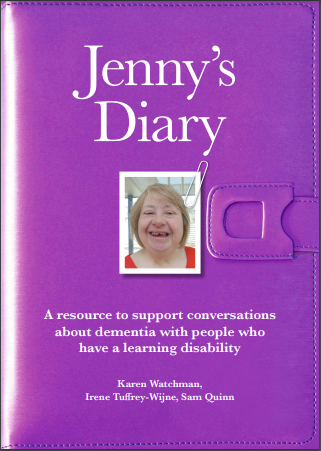 Jenny's
Diary
A resource to support conversations
about dementia with people who
have a learning disability
Karen Watchman,
Irene Tuffrey-Wijne, Sam Quinn